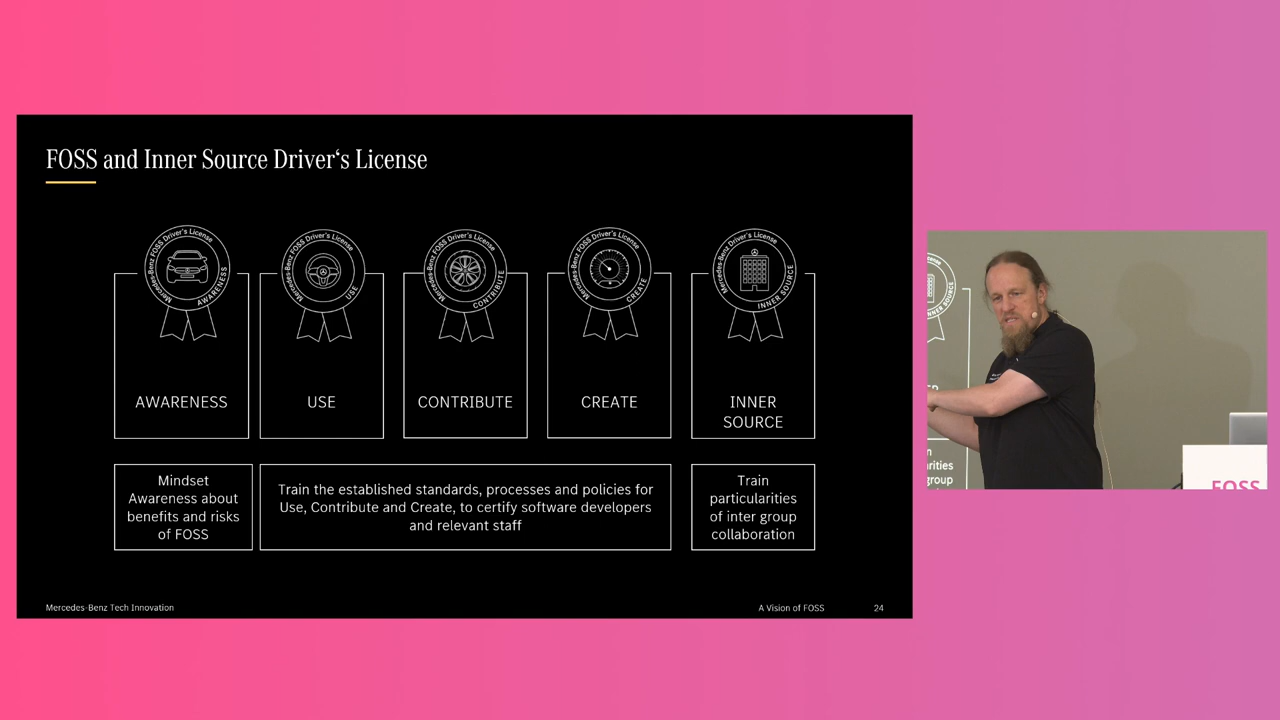 FOSS and Inner Source Driver‘s License
Mercedes-Benz FOSS Driver's License
AWARENESS
Mercedes-Benz FOSS Driver's License
USE
Mercedes-Benz FOSS Driver's License
CONTRIBUTE
Mercedes-Benz FOSS Driver's License
CREATE
Mercedes-Benz Driver's License
INNER SOURCE
AWARENESS
USE
CONTRIBUTE
CREATE
INNER
SOURCE
Mindset
Awareness about
benefits and risks
of FOSS
Train the established standards, processes and policies for
Use, Contribute and Create, to certify software developers
and relevant staff
Train
particularities
of inter group
collaboration
Mercedes-Benz Tech Innovation
A Vision of FOSS
24
FOSS